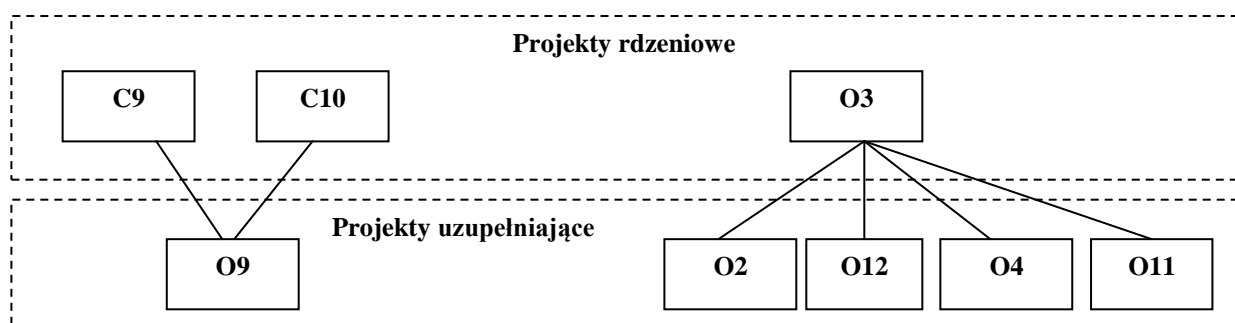 Projekty rdzeniowe
C9 C10 O3
Projekty uzupełniające
O9 O2 O12 O4 O11